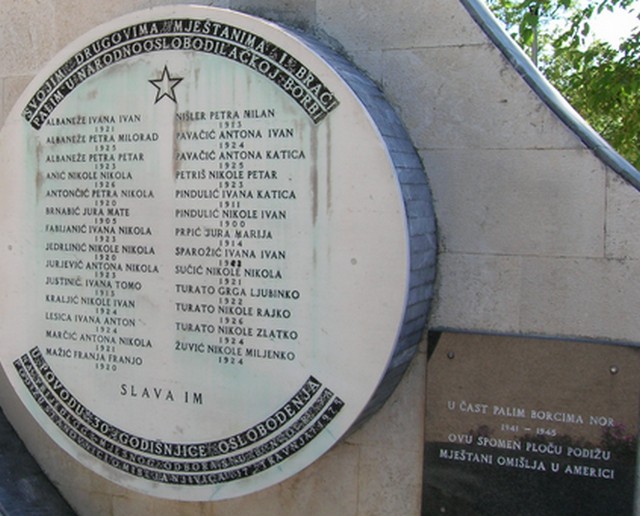 SVOJIM DRUGOVIMA MJEŠTANIMA I BRAĆI
PALIM U NARODNOOSLOBODILAČKOJ BORBI
ALBANEŽE IVANA IVAN
1921
ALBANEŽE PETRA MILORAD
1925
ALBANEŽE PETRA PETAR
1923
ANIĆ NIKOLE NIKOLA
1926
ANTONČIĆ PETRA NIKOLA
1920
BRNABIĆ JURA MATE
1905
FABIJANIĆ IVANA NIKOLA
1923
JEDRLINIĆ NIKOLE NIKOLA
1920
JURJEVIĆ ANTONA NIKOLA
1923
JUSTINIĆ IVANA TOMO
1915
KRALJIĆ NIKOLE IVAN
1924
LESICA IVANA ANTON
1924
MARČIĆ ANTONA NIKOLA
1921
MAŽIĆ FRANJA FRANJO
1920
NIŠLER PETRA MILAN
1913
PAVAČIĆ ANTONA IVAN
1924
PAVAČIĆ ANTONA KATICA
1925
PETRIŠ NIKOLE PETAR
1923
PINDULIĆ IVANA KATICA
1911
PINDULIĆ NIKOLE IVAN
1900
PRPIĆ JURA MARIJA
1914
SPAROŽIĆ IVANA IVAN
SUČIĆ NIKOLE NIKOLA
1921
TURATO GRGA LJUBINKO
1922
TURATO NIKOLE RAJKO
1926
TURATO NIKOLE ZLATKO
1924
ŽUVIĆ NIKOLE MILJENKO
1924
SLAVA IM
U POVODU 30-GODIŠNJICE OSLOBOĐENJA
U ČAST PALIM BORCIMA NOR
1941 – 1945
OVU SPOMEN PLOČU PODIŽU
MJEŠTANI OMIŠLJA U AMERICI